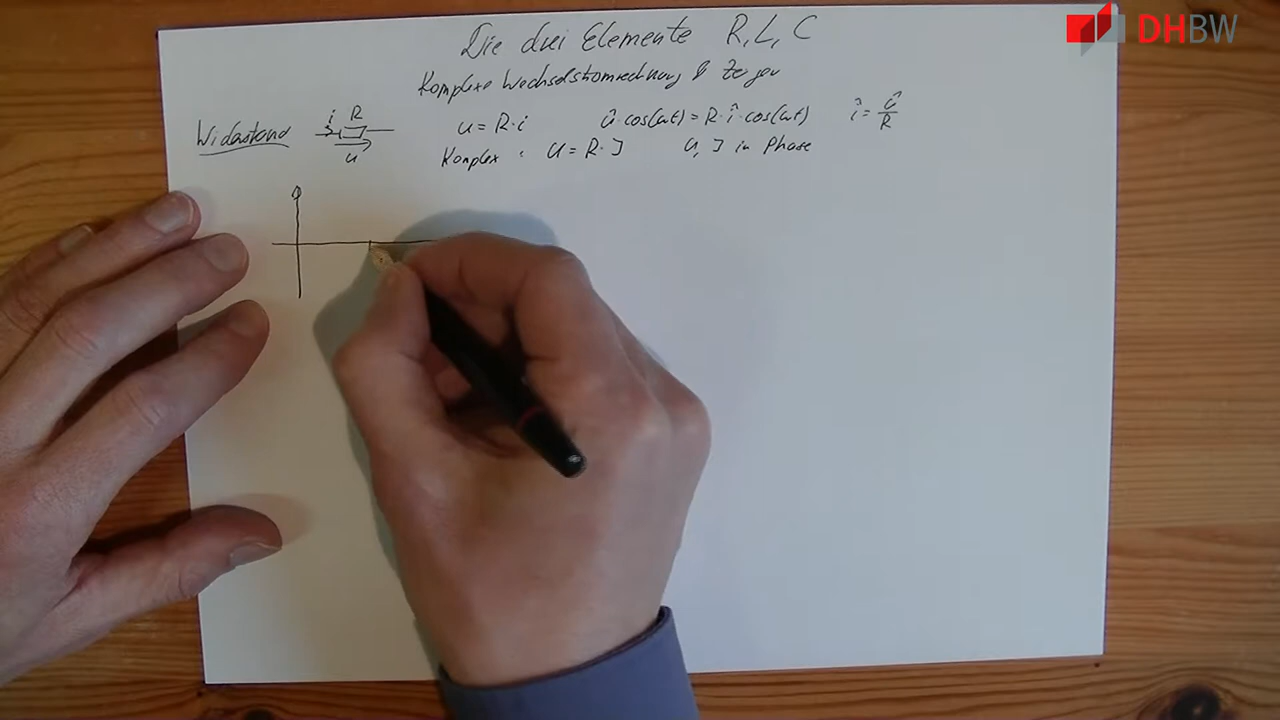 Die drei Elemente R, L, C
Komplexe Wechselstromrechnung & Zeiger
Widerstand i R u u = R · i û · cos(ωt) = R · î · cos(ωt) î = û/R
Komplex : U = R · I U, I in Phase
DHBW